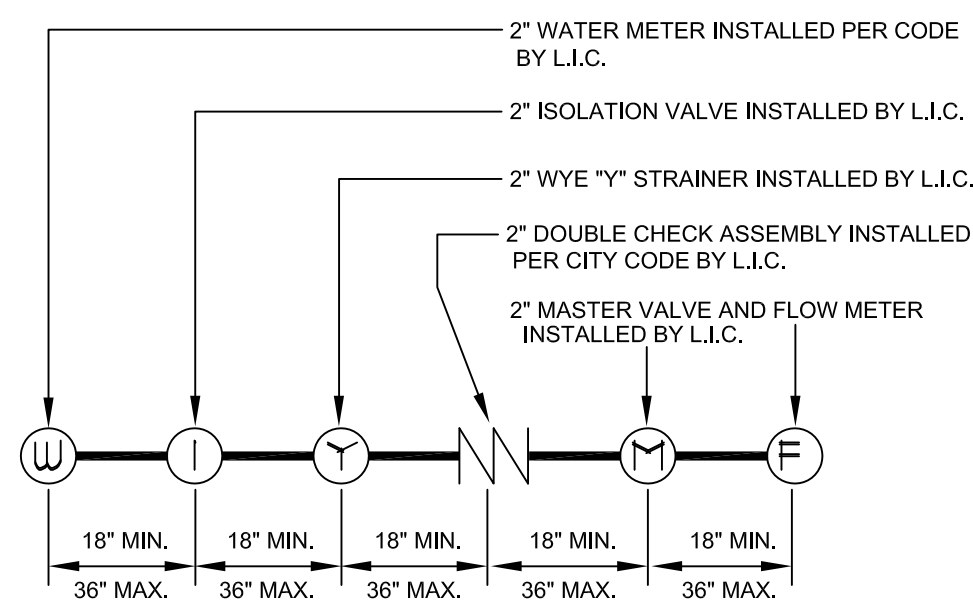 2" WATER METER INSTALLED PER CODE
BY L.I.C.
2" ISOLATION VALVE INSTALLED BY L.I.C.
2" WYE "Y" STRAINER INSTALLED BY L.I.C.
2" DOUBLE CHECK ASSEMBLY INSTALLED
PER CITY CODE BY L.I.C.
2" MASTER VALVE AND FLOW METER
INSTALLED BY L.I.C.
W I Y M F
18" MIN. 18" MIN. 18" MIN. 18" MIN. 18" MIN.
36" MAX. 36" MAX. 36" MAX. 36" MAX. 36" MAX.